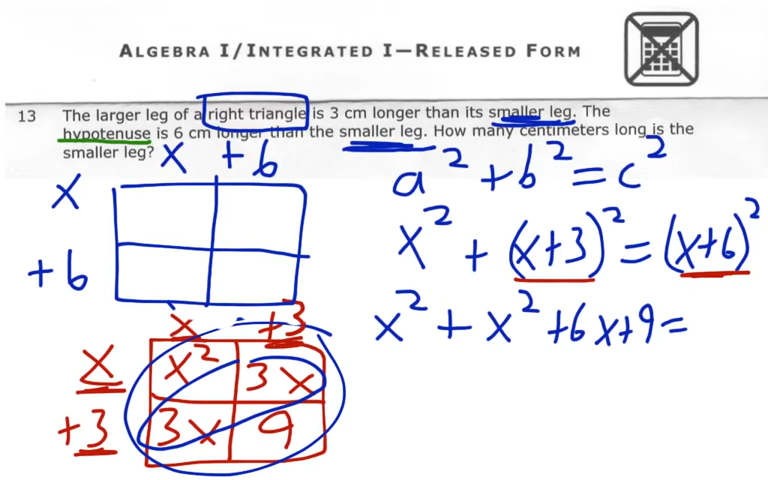 ALGEBRA I/INTEGRATED I—RELEASED FORM
13 The larger leg of a right triangle is 3 cm longer than its smaller leg. The
hypotenuse is 6 cm longer than the smaller leg. How many centimeters long is the
smaller leg?
x +6
x
+6
a² + b² = c²
x² + (x+3)² = (x+6)²
x² + x² + 6x + 9 =
x +3
x x² 3x
+3 3x 9